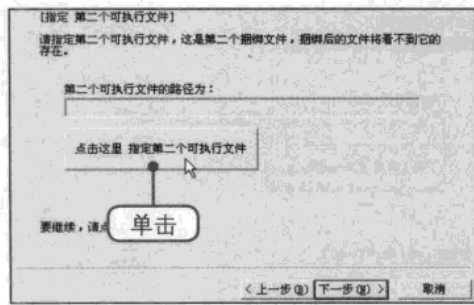 [指定 第二个可执行文件]
请指定第二个可执行文件，这是第二个捆绑文件，捆绑后的文件将看不到它的
存在。
第二个可执行文件的路径为：
点击这里 指定第二个可执行文件
单击
要继续，请点
< 上一步(B) 下一步(N) > 取消